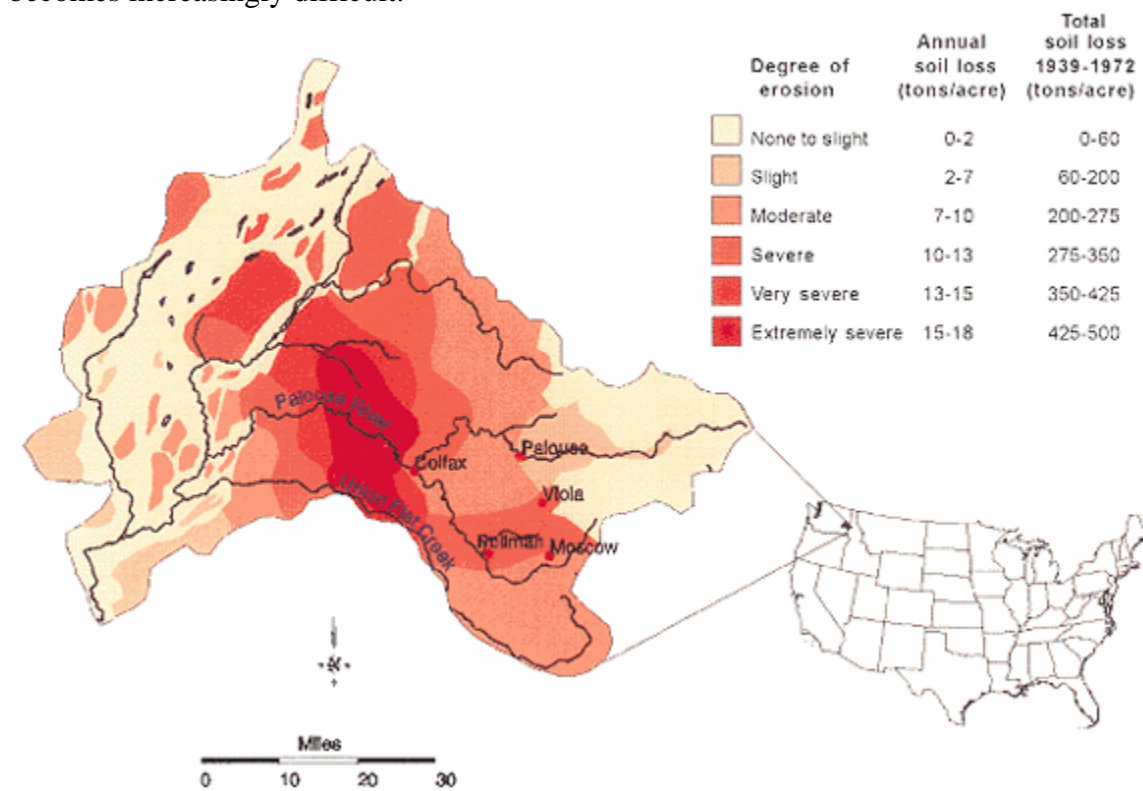 becomes increasingly difficult.
Total
Annual soil loss
Degree of soil loss 1939-1972
erosion (tons/acre) (tons/acre)
None to slight 0-2 0-60
Slight 2-7 60-200
Moderate 7-10 200-275
Severe 10-13 275-350
Very severe 13-15 350-425
Extremely severe 15-18 425-500
Palouse River
Colfax
Palouse
Union Flat Creek
Viola
Pullman
Moscow
N
Miles
0 10 20 30